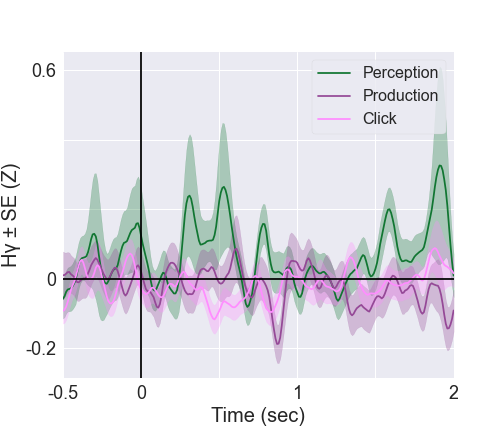 Perception
Production
Click
0.6
0
-0.2
Hγ ± SE (Z)
-0.5
0
1
2
Time (sec)